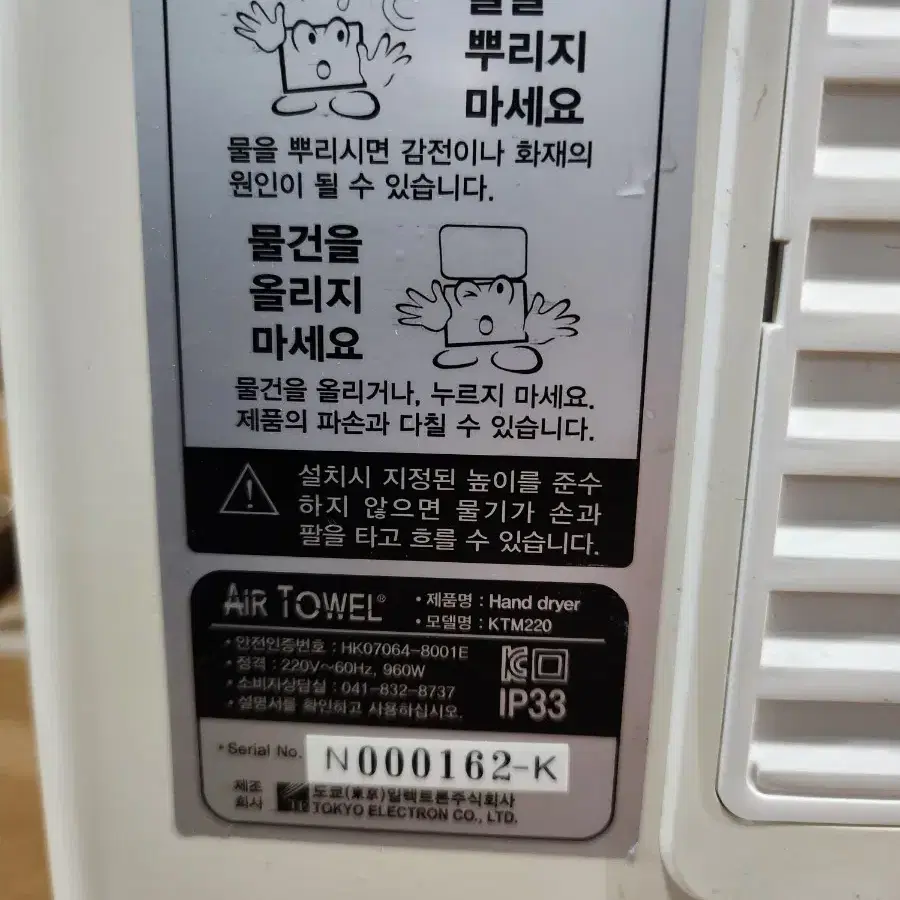 물을
뿌리지
마세요
물을 뿌리시면 감전이나 화재의
원인이 될 수 있습니다.
물건을
올리지
마세요
물건을 올리거나, 누르지 마세요.
제품의 파손과 다칠 수 있습니다.
설치시 지정된 높이를 준수
하지 않으면 물기가 손과
팔을 타고 흐를 수 있습니다.
AIR TOWEL®
• 제품명 : Hand dryer
• 모델명 : KTM220
• 안전인증번호 : HK07064-8001E
• 정격 : 220V~60Hz, 960W
• 소비자상담실 : 041-832-8737
• 설명서를 확인하고 사용하십시오.
IP33
• Serial No. N000162-K
제조
회사
도쿄(東京)일렉트론주식회사
TOKYO ELECTRON CO., LTD.